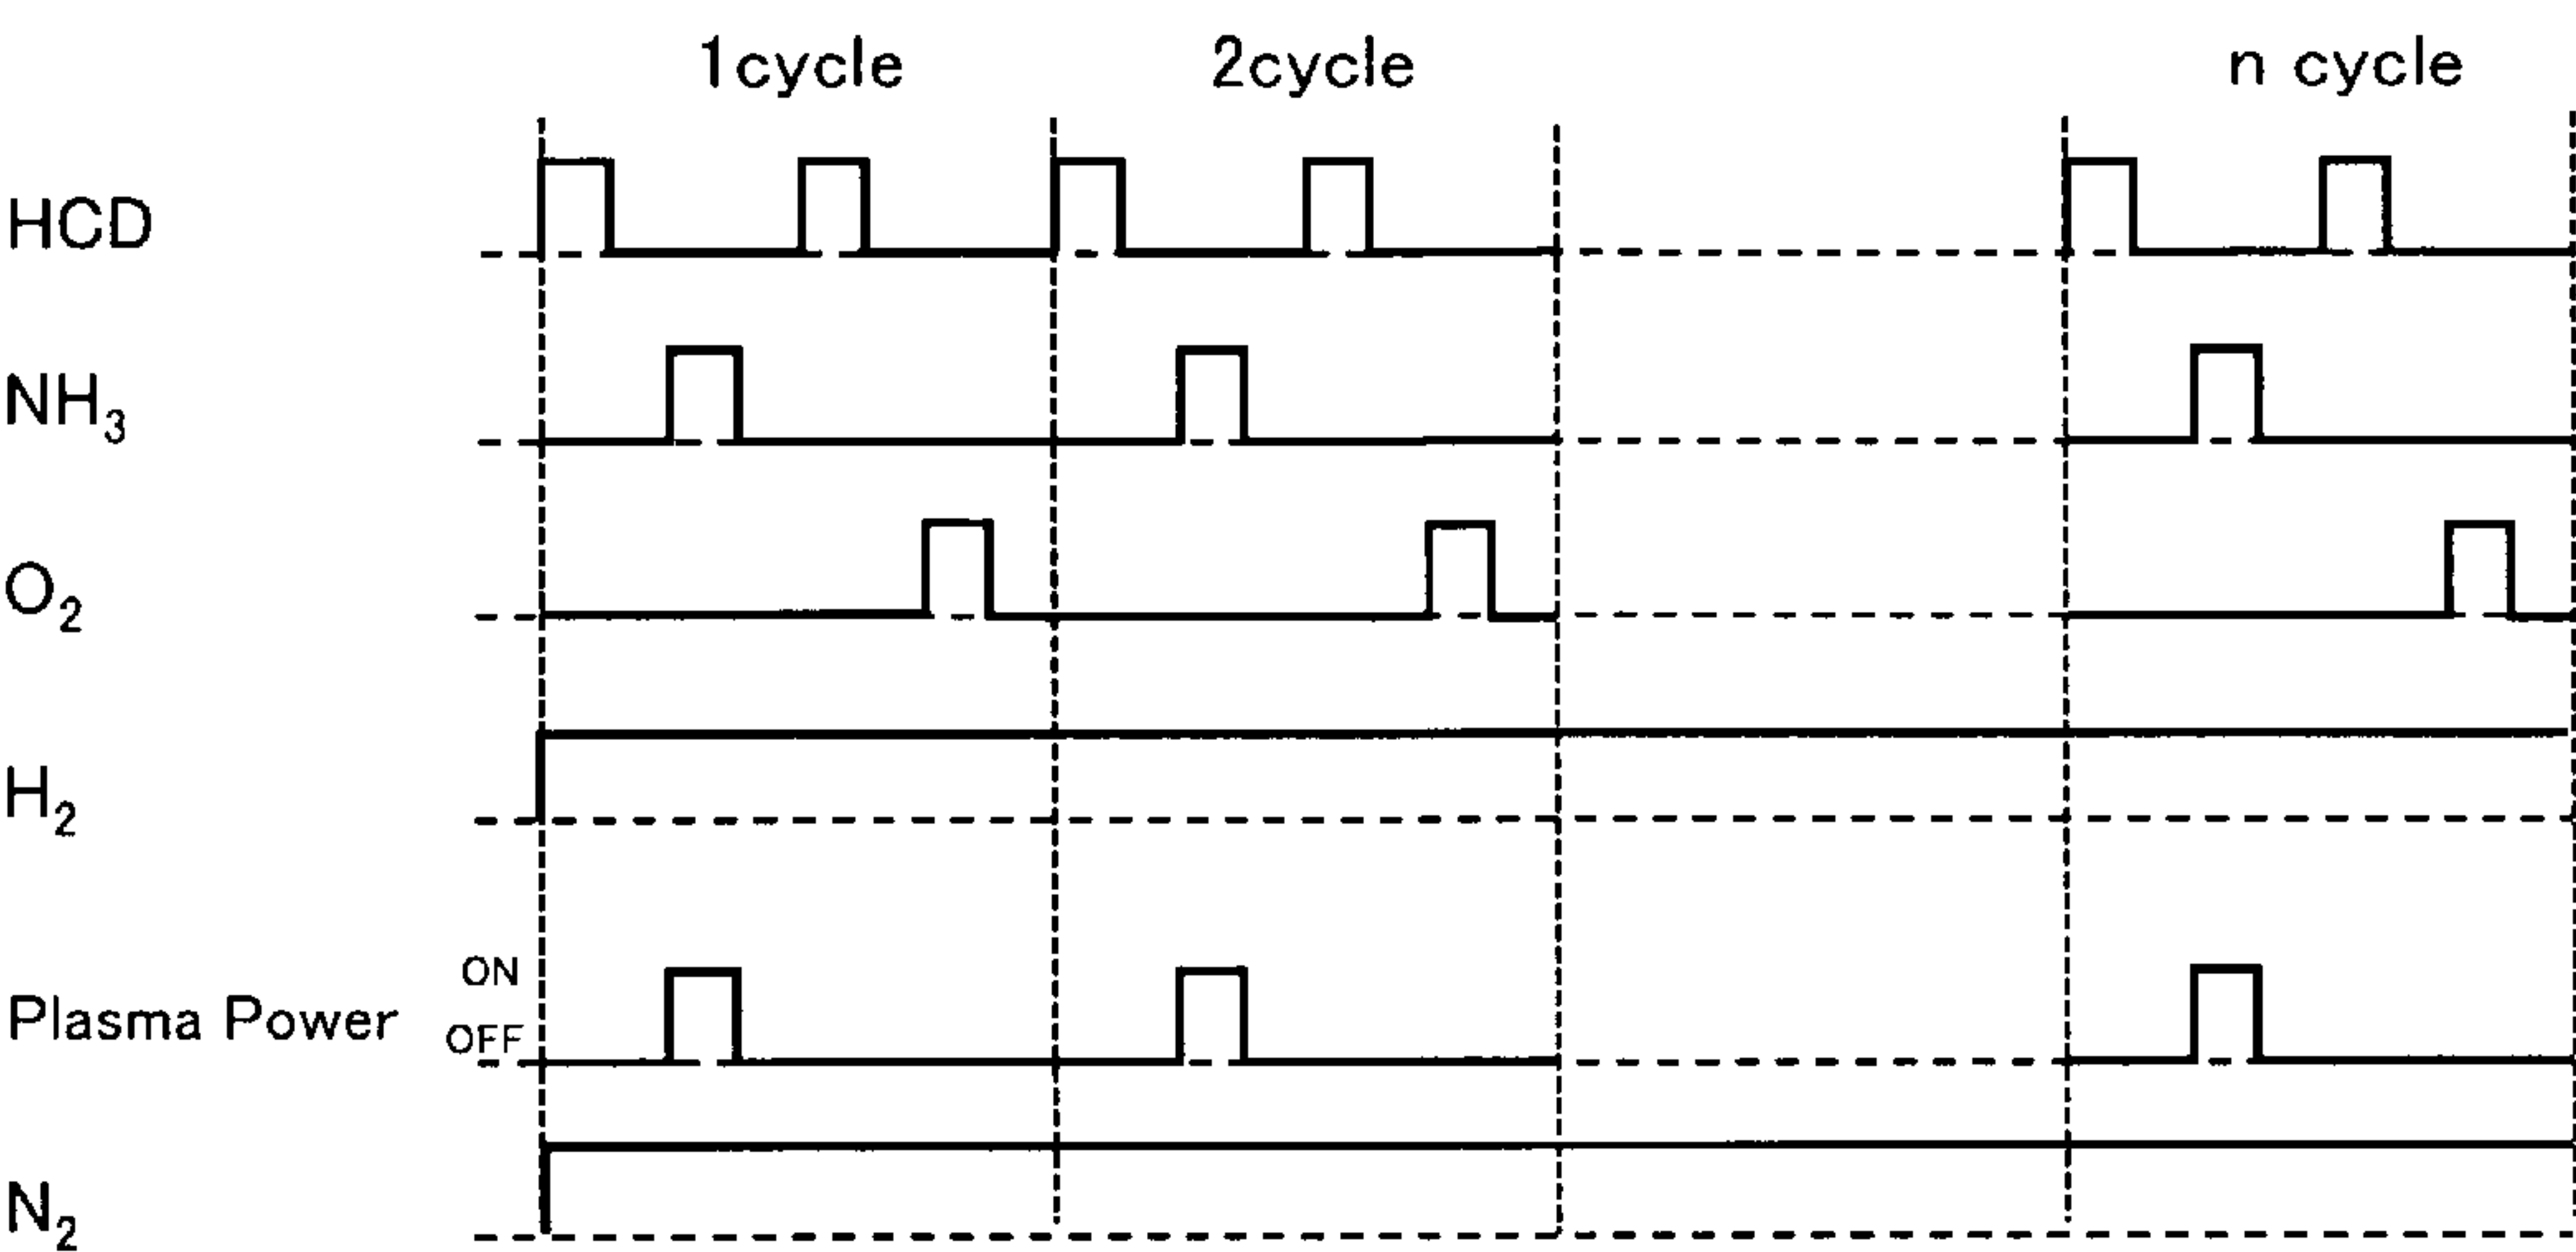 1cycle 2cycle n cycle
HCD
NH₃
O₂
H₂
ON
Plasma Power OFF
N₂